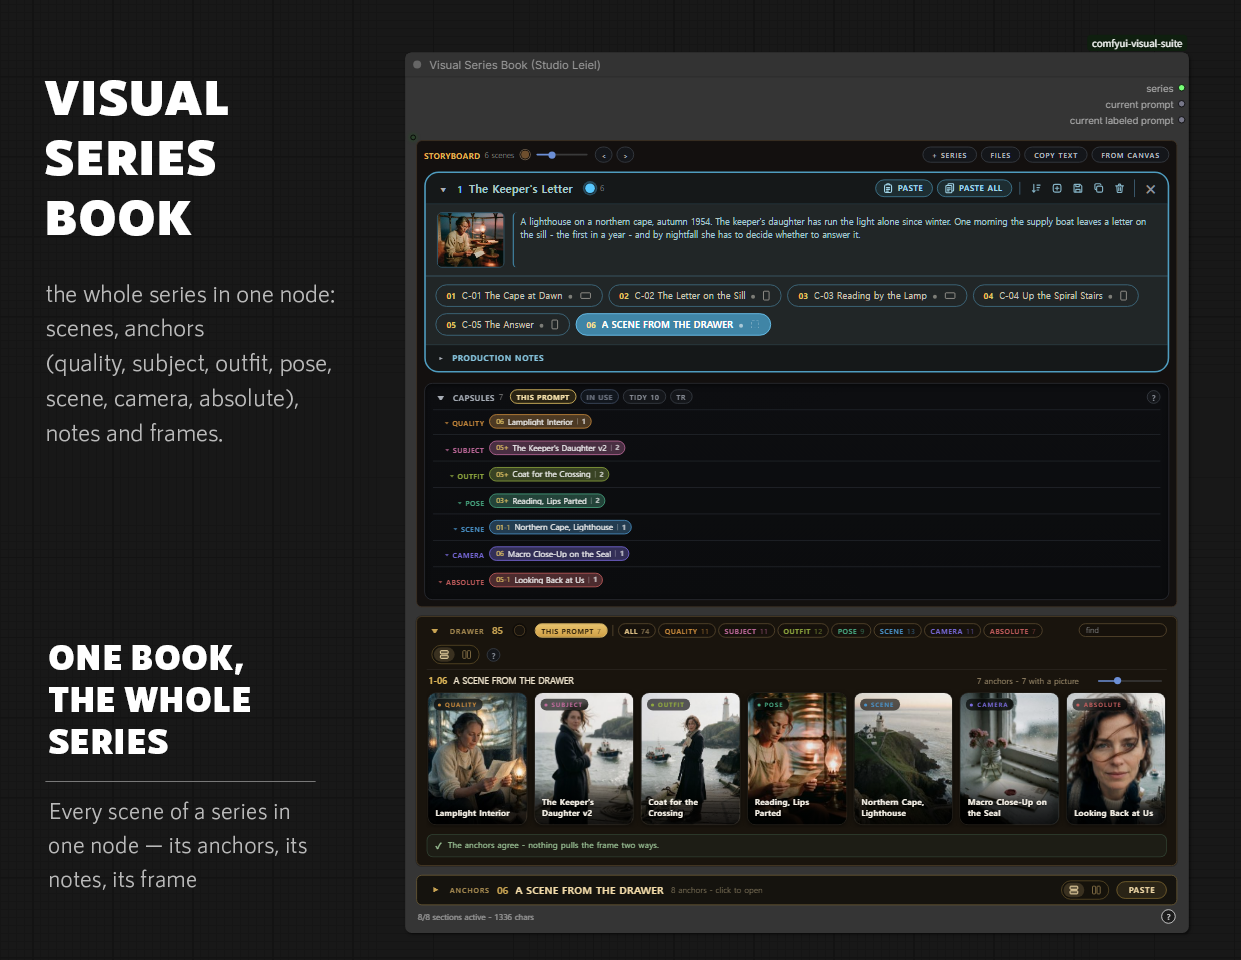 comfyui-visual-suite
VISUAL
SERIES
BOOK
the whole series in one node:
scenes, anchors
(quality, subject, outfit, pose,
scene, camera, absolute),
notes and frames.
ONE BOOK,
THE WHOLE
SERIES
Every scene of a series in
one node — its anchors, its
notes, its frame
Visual Series Book (Studio Leiel)
series
current prompt
current labeled prompt
STORYBOARD 6 scenes < > + SERIES FILES COPY TEXT FROM CANVAS
1 The Keeper's Letter 6 PASTE PASTE ALL
A lighthouse on a northern cape, autumn 1954. The keeper's daughter has run the light alone since winter. One morning the supply boat leaves a letter on
the sill - the first in a year - and by nightfall she has to decide whether to answer it.
01 C-01 The Cape at Dawn 02 C-02 The Letter on the Sill 03 C-03 Reading by the Lamp 04 C-04 Up the Spiral Stairs
05 C-05 The Answer 06 A SCENE FROM THE DRAWER
PRODUCTION NOTES
CAPSULES 7 THIS PROMPT IN USE TIDY 10 TR ?
QUALITY 06 Lamplight Interior 1
SUBJECT 05+ The Keeper's Daughter v2 2
OUTFIT 05+ Coat for the Crossing 2
POSE 03+ Reading, Lips Parted 2
SCENE 01-1 Northern Cape, Lighthouse 1
CAMERA 06 Macro Close-Up on the Seal 1
ABSOLUTE 05-1 Looking Back at Us 1
DRAWER 85 THIS PROMPT 7 ALL 74 QUALITY 11 SUBJECT 11 OUTFIT 12 POSE 9 SCENE 13 CAMERA 11 ABSOLUTE 7 find
?
1-06 A SCENE FROM THE DRAWER 7 anchors - 7 with a picture
QUALITY SUBJECT OUTFIT POSE SCENE CAMERA ABSOLUTE
Lamplight Interior
The Keeper's
Daughter v2
Coat for the
Crossing
Reading, Lips
Parted
Northern Cape,
Lighthouse
Macro Close-Up on
the Seal
Looking Back at Us
✓ The anchors agree - nothing pulls the frame two ways.
ANCHORS 06 A SCENE FROM THE DRAWER 8 anchors - click to open PASTE
8/8 sections active - 1336 chars ?